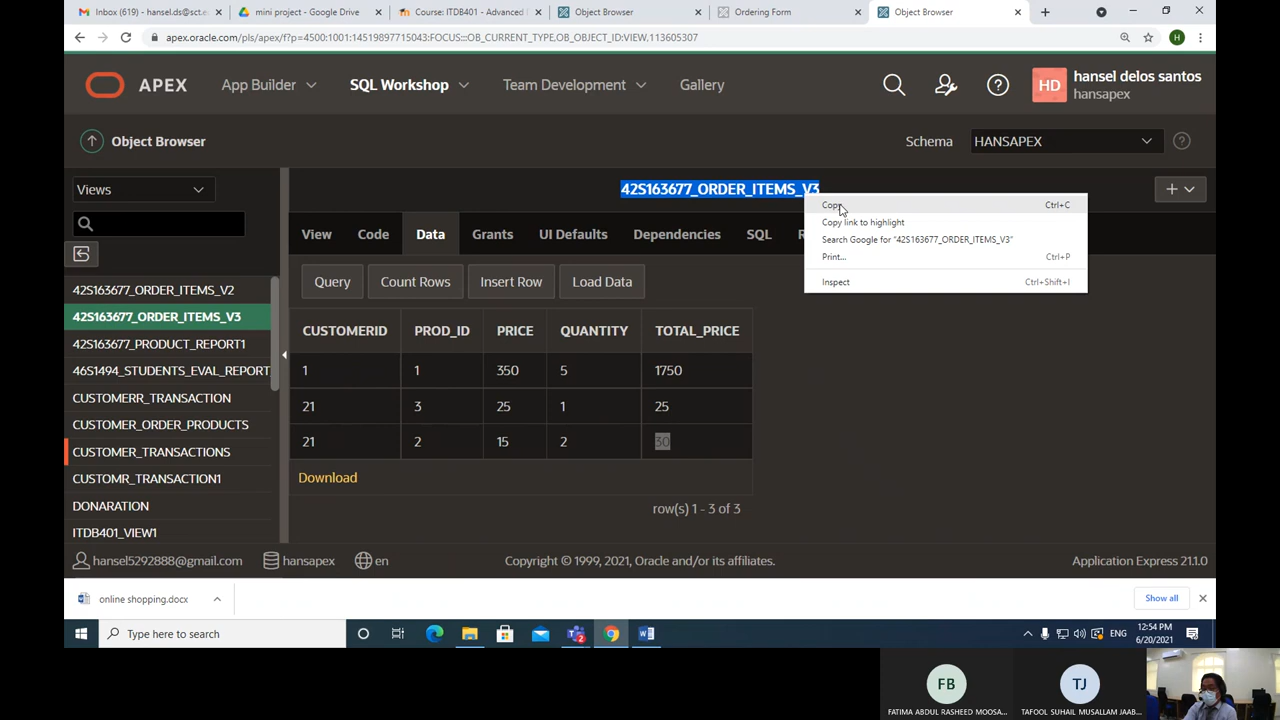 Inbox (619) - hansel.ds@sct.e
mini project - Google Drive
Course: ITDB401 - Advanced
Object Browser
Ordering Form
Object Browser
apex.oracle.com/pls/apex/f?p=4500:1001:14519897715043:FOCUS:::OB_CURRENT_TYPE,OB_OBJECT_ID:VIEW,113605307
H
APEX
App Builder
SQL Workshop
Team Development
Gallery
HD
hansel delos santos
hansapex
Object Browser
Schema
HANSAPEX
Views
42S163677_ORDER_ITEMS_V3
Copy
Ctrl+C
Copy link to highlight
Search Google for "42S163677_ORDER_ITEMS_V3"
Print...
Ctrl+P
Inspect
Ctrl+Shift+I
View
Code
Data
Grants
UI Defaults
Dependencies
SQL
Query
Count Rows
Insert Row
Load Data
42S163677_ORDER_ITEMS_V2
42S163677_ORDER_ITEMS_V3
42S163677_PRODUCT_REPORT1
46S1494_STUDENTS_EVAL_REPORT
CUSTOMERR_TRANSACTION
CUSTOMER_ORDER_PRODUCTS
CUSTOMER_TRANSACTIONS
CUSTOMR_TRANSACTION1
DONARATION
ITDB401_VIEW1
CUSTOMERID PROD_ID PRICE QUANTITY TOTAL_PRICE
1 1 350 5 1750
21 3 25 1 25
21 2 15 2 30
Download
row(s) 1 - 3 of 3
hansel5292888@gmail.com
hansapex
en
Copyright © 1999, 2021, Oracle and/or its affiliates.
Application Express 21.1.0
online shopping.docx
Show all
Type here to search
ENG
12:54 PM
6/20/2021
FB
FATIMA ABDUL RASHEED MOOSA...
TJ
TAFOOL SUHAIL MUSALLAM JAAB...